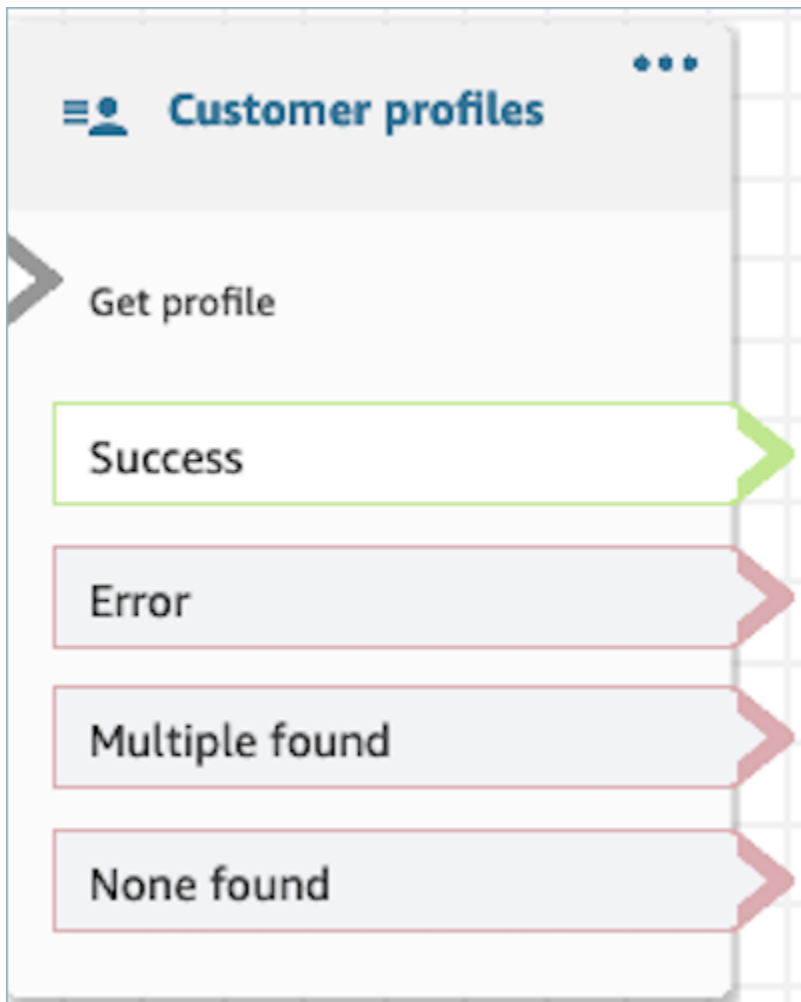 Customer profiles
Get profile
Success
Error
Multiple found
None found